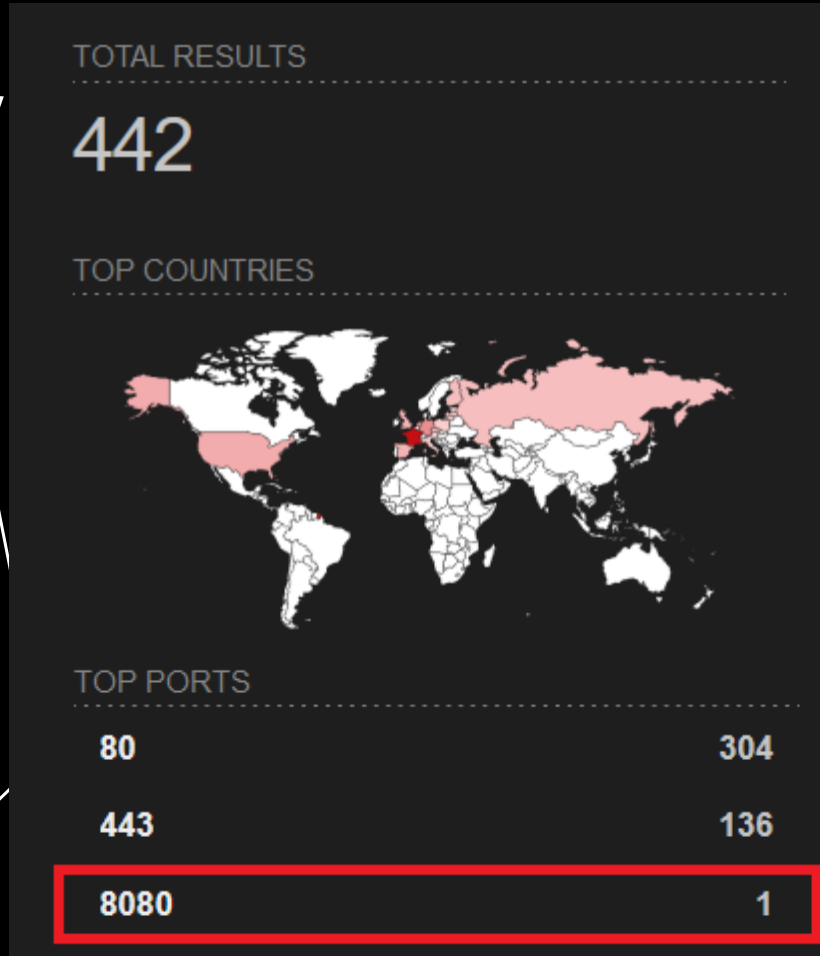 TOTAL RESULTS
442
TOP COUNTRIES
TOP PORTS
80 304
443 136
8080 1